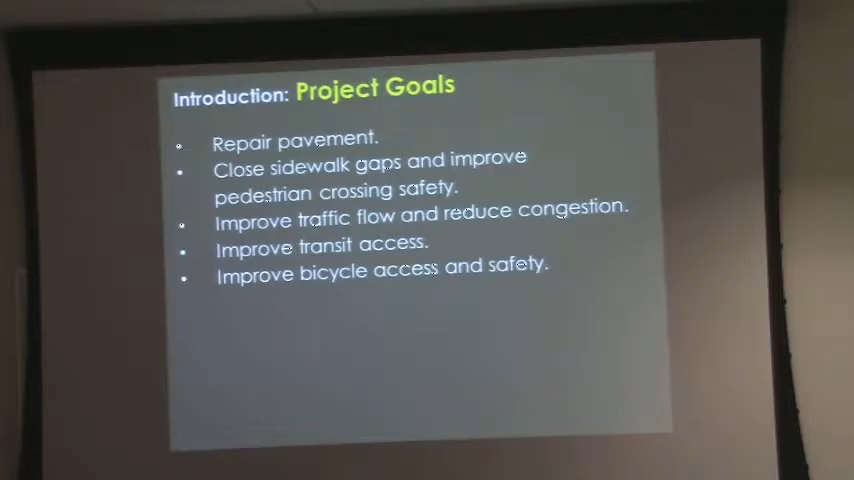 Introduction: Project Goals
• Repair pavement.
• Close sidewalk gaps and improve
pedestrian crossing safety.
• Improve traffic flow and reduce congestion.
• Improve transit access.
• Improve bicycle access and safety.